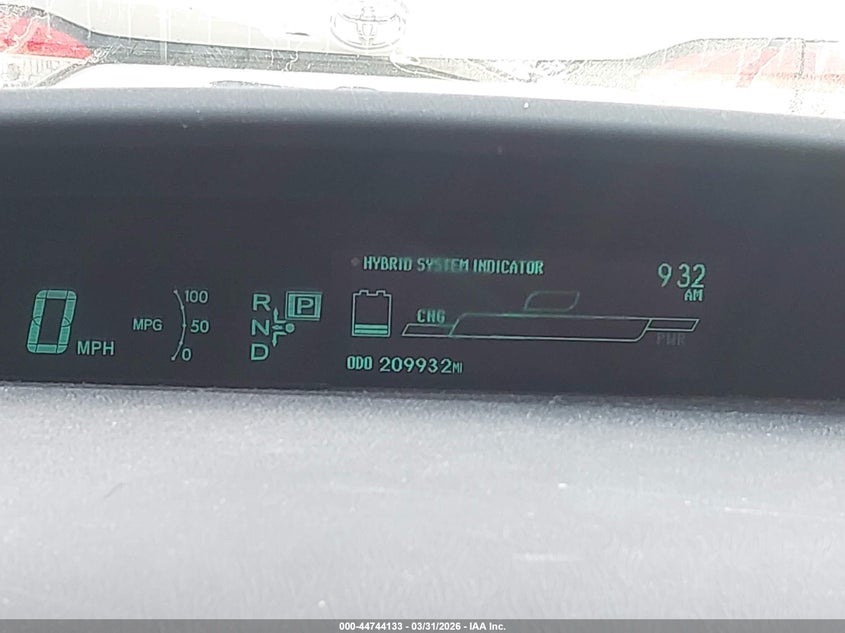 HYBRID SYSTEM INDICATOR
9 32
AM
0 MPH
MPG
100
50
0
R
N
D
P
CNG
PWR
ODO 209932MI
000-44744133 - 03/31/2026 - IAA Inc.